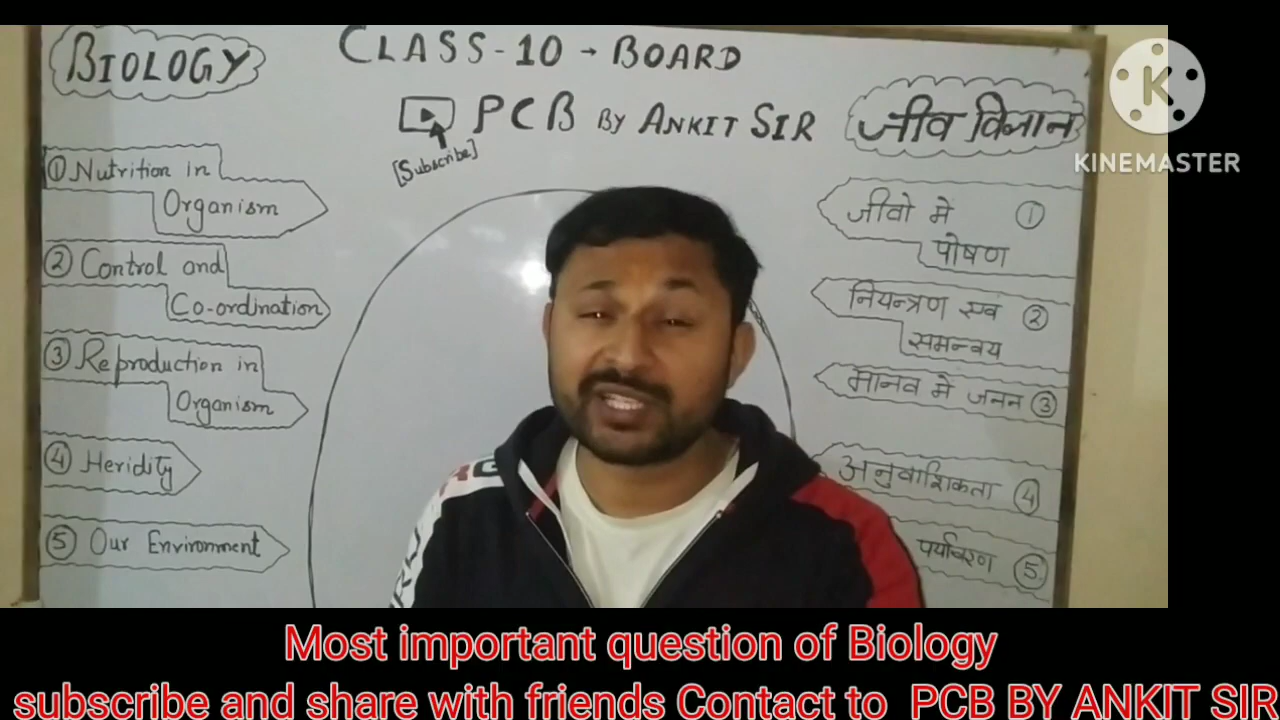 BIOLOGY
CLASS-10 → BOARD
PCB BY ANKIT SIR
[Subscribe]
जीव विज्ञान
K
KINEMASTER
① Nutrition in
Organism
② Control and
Co-ordination
③ Reproduction in
Organism
④ Heridity
⑤ Our Environment
जीवो मे ①
पोषण
नियन्त्रण एवं ②
समन्वय
मानव मे जनन ③
अनुवाशिकता ④
पर्यावरण ⑤
Most important question of Biology
subscribe and share with friends Contact to PCB BY ANKIT SIR